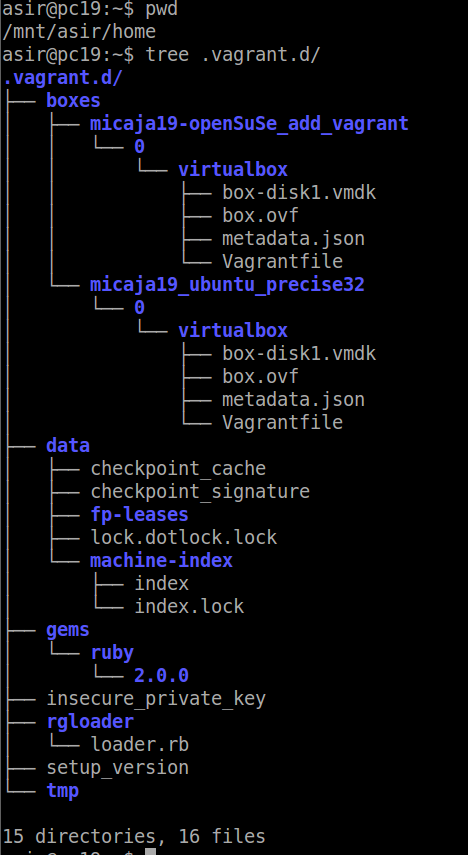 asir@pc19:~$ pwd
/mnt/asir/home
asir@pc19:~$ tree .vagrant.d/
.vagrant.d/
├── boxes
│   ├── micaja19-openSuSe_add_vagrant
│   │   └── 0
│   │       └── virtualbox
│   │           ├── box-disk1.vmdk
│   │           ├── box.ovf
│   │           ├── metadata.json
│   │           └── Vagrantfile
│   └── micaja19_ubuntu_precise32
│       └── 0
│           └── virtualbox
│               ├── box-disk1.vmdk
│               ├── box.ovf
│               ├── metadata.json
│               └── Vagrantfile
├── data
│   ├── checkpoint_cache
│   ├── checkpoint_signature
│   ├── fp-leases
│   ├── lock.dotlock.lock
│   └── machine-index
│       ├── index
│       └── index.lock
├── gems
│   └── ruby
│       └── 2.0.0
├── insecure_private_key
├── rgloader
│   └── loader.rb
├── setup_version
└── tmp
15 directories, 16 files
asir@pc19:~$